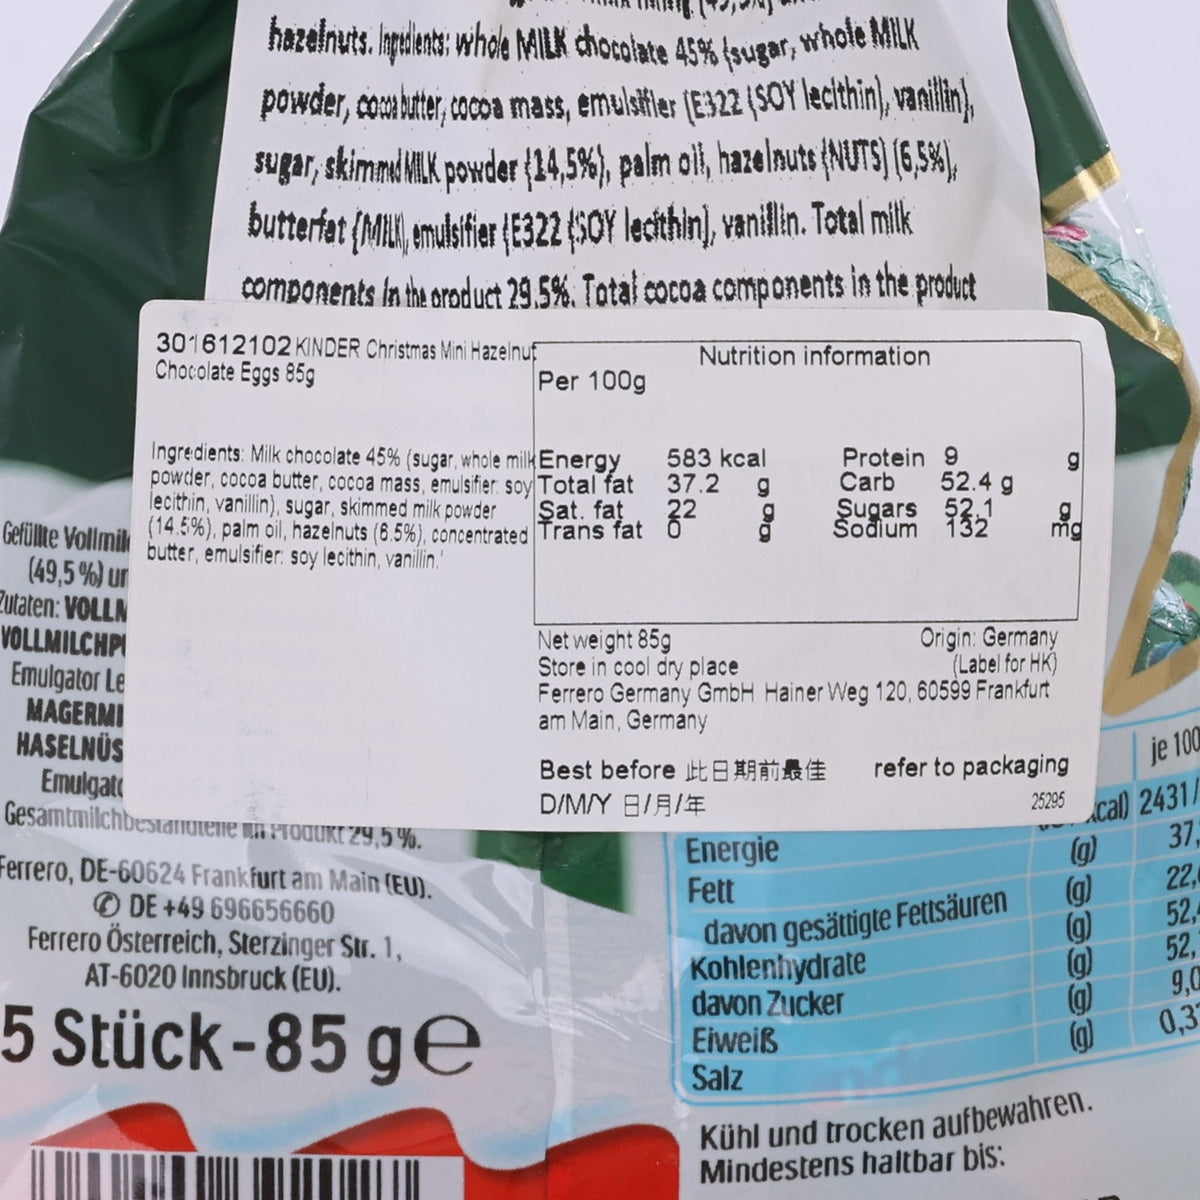 hazelnuts. Ingredients: whole MILK chocolate 45% (sugar, whole MILK
powder, cocoa butter, cocoa mass, emulsifier (E322 (SOY lecithin), vanillin),
sugar, skimmed MILK powder (14,5%), palm oil, hazelnuts (NUTS) (6,5%),
butterfat (MILK), emulsifier (E322 (SOY lecithin), vanillin. Total milk
components in the product 29,5%. Total cocoa components in the product
301612102 KINDER Christmas Mini Hazelnut
Chocolate Eggs 85g
Ingredients: Milk chocolate 45% (sugar, whole milk
powder, cocoa butter, cocoa mass, emulsifier: soy
lecithin, vanillin), sugar, skimmed milk powder
(14.5%), palm oil, hazelnuts (6.5%), concentrated
butter, emulsifier: soy lecithin, vanillin.'
Nutrition information
Per 100g
Energy 583 kcal Protein 9 g
Total fat 37.2 g Carb 52.4 g
Sat. fat 22 g Sugars 52.1 g
Trans fat 0 g Sodium 132 mg
Net weight 85g Origin: Germany
Store in cool dry place (Label for HK)
Ferrero Germany GmbH Hainer Weg 120, 60599 Frankfurt
am Main, Germany
Best before 此日期前最佳 refer to packaging
D/M/Y 日/月/年 25295
Gefüllte Vollmil
(49,5 %) un
Zutaten: VOLLM
VOLLMILCHPU
Emulgator Le
MAGERMI
HASELNÜS
Emulgato
Gesamtmilchbestandteile im Produkt 29,5 %.
Ferrero, DE-60624 Frankfurt am Main (EU).
✆ DE +49 696656660
Ferrero Österreich, Sterzinger Str. 1,
AT-6020 Innsbruck (EU).
5 Stück - 85 g e
je 100
Energie kcal) 2431/
Fett (g) 37,
davon gesättigte Fettsäuren (g) 22,
Kohlenhydrate (g) 52,
davon Zucker (g) 52,
Eiweiß (g) 9,0
Salz (g) 0,3
Kühl und trocken aufbewahren.
Mindestens haltbar bis: